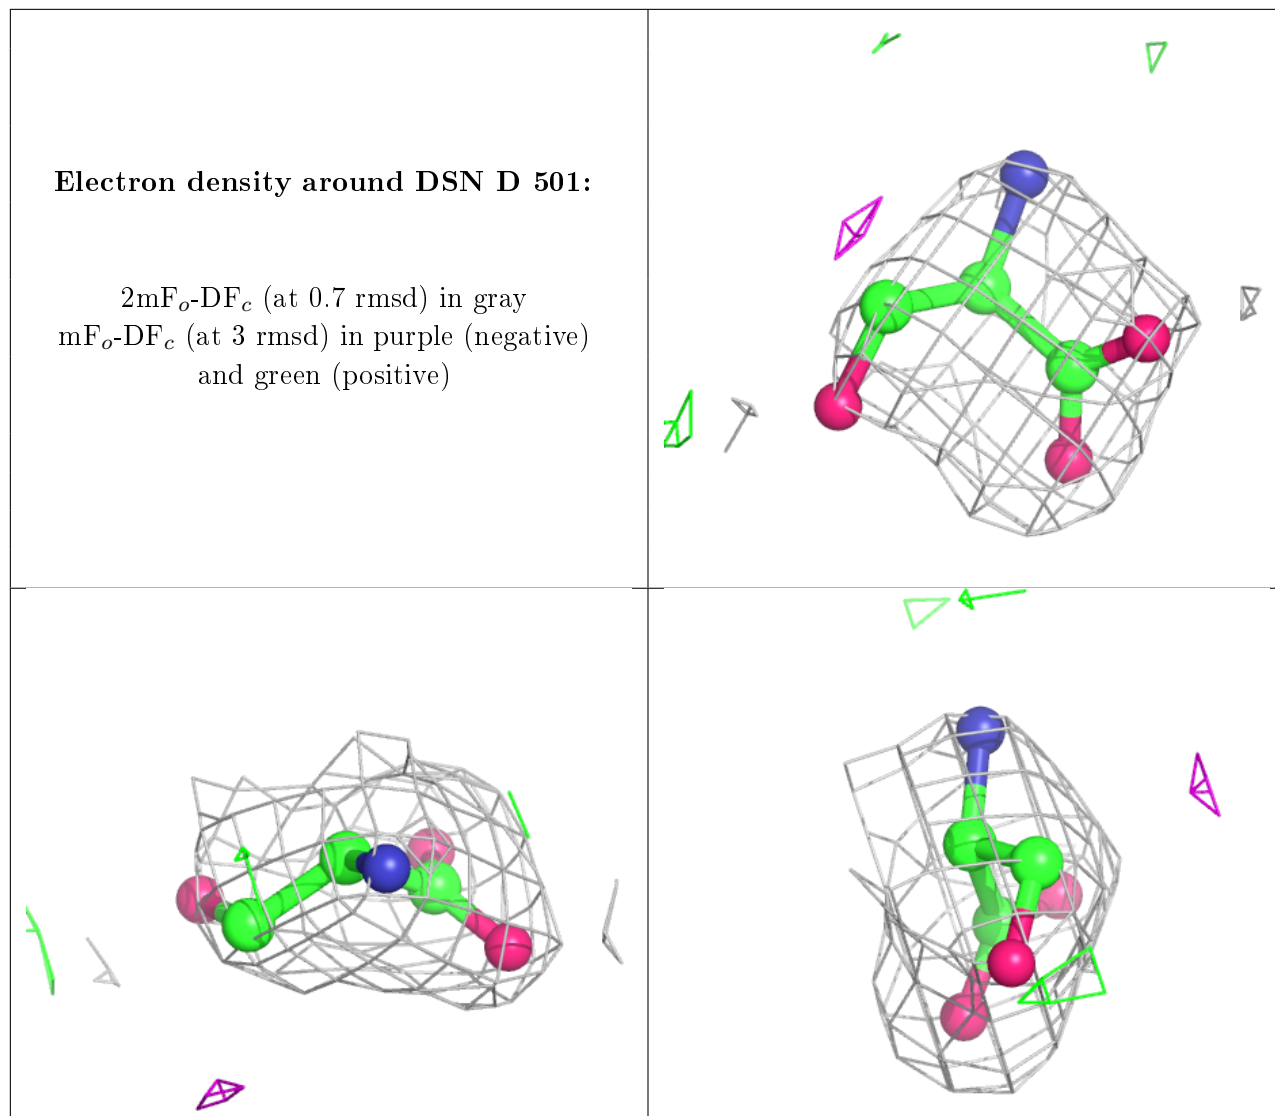 Electron density around DSN D 501:
2mFo-DFc (at 0.7 rmsd) in gray
mFo-DFc (at 3 rmsd) in purple (negative)
and green (positive)